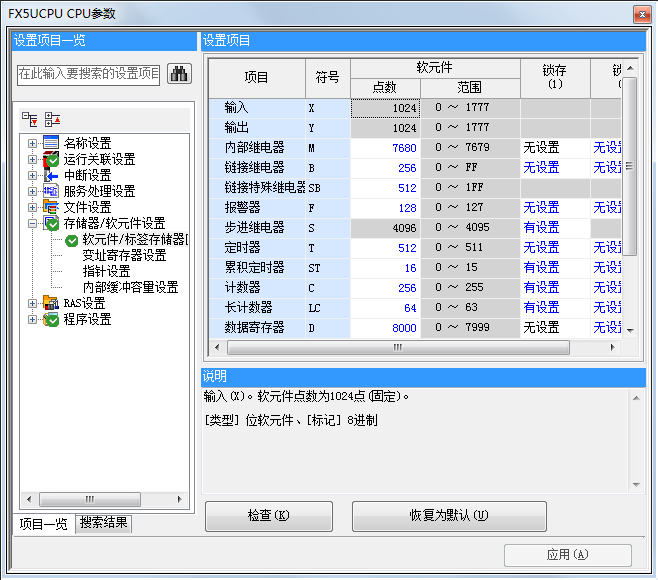 FX5UCPU CPU参数
设置项目一览
在此输入要搜索的设置项目
名称设置
运行关联设置
中断设置
服务处理设置
文件设置
存储器/软元件设置
软元件/标签存储器[
变址寄存器设置
指针设置
内部缓冲容量设置
RAS设置
程序设置
项目一览 搜索结果
设置项目
项目 符号 软元件 锁存 (1) 锁
点数 范围
输入 X 1024 0 ~ 1777
输出 Y 1024 0 ~ 1777
内部继电器 M 7680 0 ~ 7679 无设置 无设
链接继电器 B 256 0 ~ FF 无设置 无设
链接特殊继电器 SB 512 0 ~ 1FF
报警器 F 128 0 ~ 127 无设置 无设
步进继电器 S 4096 0 ~ 4095 有设置
定时器 T 512 0 ~ 511 无设置 无设
累积定时器 ST 16 0 ~ 15 有设置 无设
计数器 C 256 0 ~ 255 有设置 无设
长计数器 LC 64 0 ~ 63 有设置 无设
数据寄存器 D 8000 0 ~ 7999 无设置 无设
说明
输入(X)。软元件点数为1024点(固定)。
[类型] 位软元件、[标记] 8进制
检查(K) 恢复为默认(U)
应用(A)